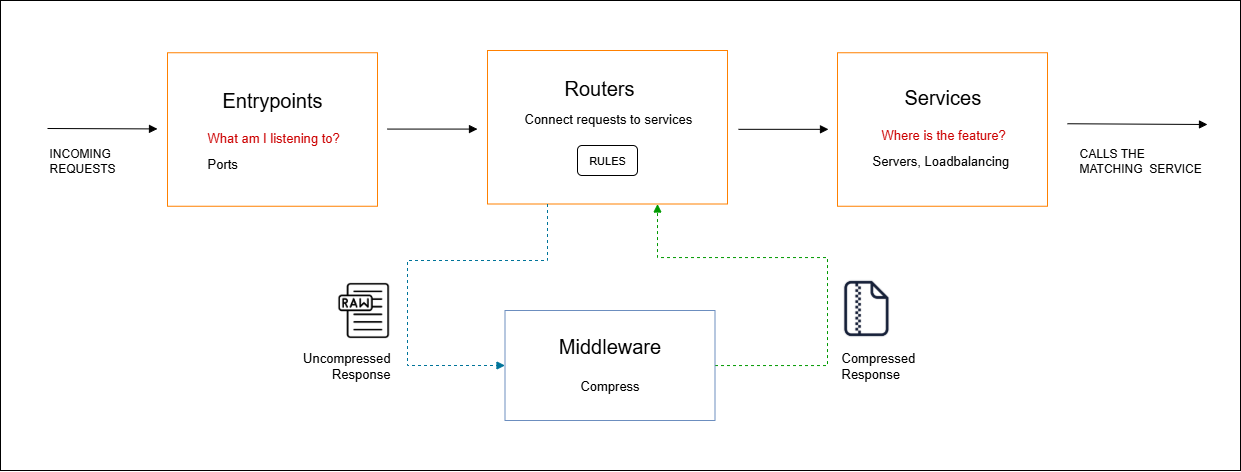 INCOMING
REQUESTS
Entrypoints
What am I listening to?
Ports
Routers
Connect requests to services
RULES
Services
Where is the feature?
Servers, Loadbalancing
CALLS THE
MATCHING SERVICE
RAW
Uncompressed
Response
Middleware
Compress
Compressed
Response